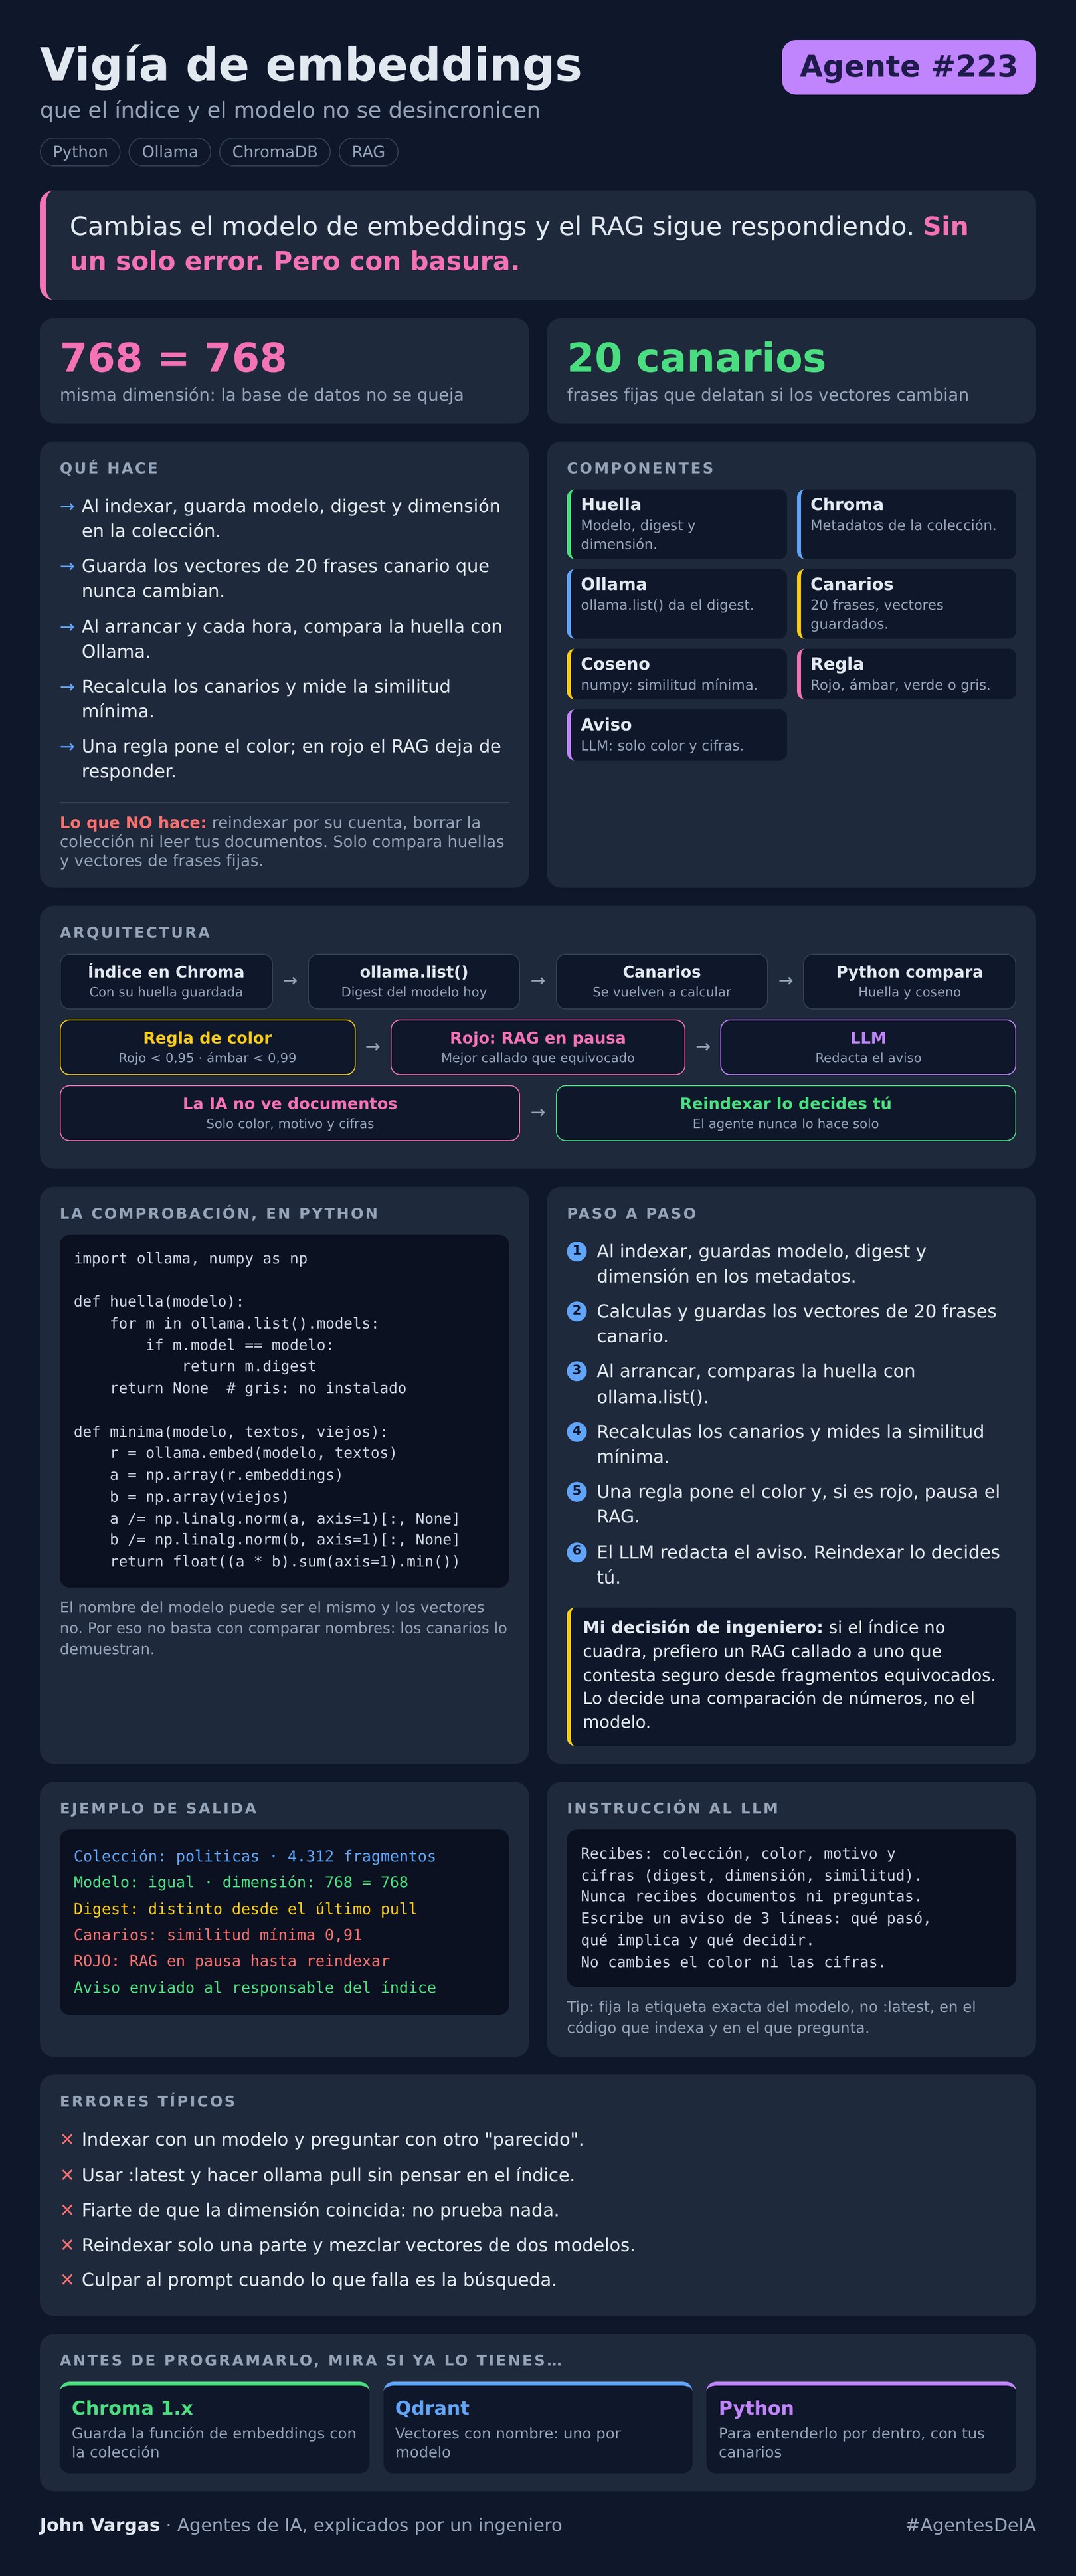 Vigía de embeddings
Agente #223
que el índice y el modelo no se desincronicen
Python
Ollama
ChromaDB
RAG
Cambias el modelo de embeddings y el RAG sigue respondiendo. Sin
un solo error. Pero con basura.
768 = 768
misma dimensión: la base de datos no se queja
20 canarios
frases fijas que delatan si los vectores cambian
QUÉ HACE
→ Al indexar, guarda modelo, digest y dimensión
en la colección.
→ Guarda los vectores de 20 frases canario que
nunca cambian.
→ Al arrancar y cada hora, compara la huella con
Ollama.
→ Recalcula los canarios y mide la similitud
mínima.
→ Una regla pone el color; en rojo el RAG deja de
responder.
Lo que NO hace: reindexar por su cuenta, borrar la
colección ni leer tus documentos. Solo compara huellas
y vectores de frases fijas.
COMPONENTES
Huella
Modelo, digest y
dimensión.
Chroma
Metadatos de la colección.
Ollama
ollama.list() da el digest.
Canarios
20 frases, vectores
guardados.
Coseno
numpy: similitud mínima.
Regla
Rojo, ámbar, verde o gris.
Aviso
LLM: solo color y cifras.
ARQUITECTURA
Índice en Chroma
Con su huella guardada
→
ollama.list()
Digest del modelo hoy
→
Canarios
Se vuelven a calcular
→
Python compara
Huella y coseno
Regla de color
Rojo < 0,95 · ámbar < 0,99
→
Rojo: RAG en pausa
Mejor callado que equivocado
→
LLM
Redacta el aviso
La IA no ve documentos
Solo color, motivo y cifras
→
Reindexar lo decides tú
El agente nunca lo hace solo
LA COMPROBACIÓN, EN PYTHON
import ollama, numpy as np
def huella(modelo):
    for m in ollama.list().models:
        if m.model == modelo:
            return m.digest
    return None  # gris: no instalado
def minima(modelo, textos, viejos):
    r = ollama.embed(modelo, textos)
    a = np.array(r.embeddings)
    b = np.array(viejos)
    a /= np.linalg.norm(a, axis=1)[:, None]
    b /= np.linalg.norm(b, axis=1)[:, None]
    return float((a * b).sum(axis=1).min())
El nombre del modelo puede ser el mismo y los vectores
no. Por eso no basta con comparar nombres: los canarios lo
demuestran.
PASO A PASO
1 Al indexar, guardas modelo, digest y
dimensión en los metadatos.
2 Calculas y guardas los vectores de 20 frases
canario.
3 Al arrancar, comparas la huella con
ollama.list().
4 Recalculas los canarios y mides la similitud
mínima.
5 Una regla pone el color y, si es rojo, pausa el
RAG.
6 El LLM redacta el aviso. Reindexar lo decides
tú.
Mi decisión de ingeniero: si el índice no
cuadra, prefiero un RAG callado a uno que
contesta seguro desde fragmentos equivocados.
Lo decide una comparación de números, no el
modelo.
EJEMPLO DE SALIDA
Colección: politicas · 4.312 fragmentos
Modelo: igual · dimensión: 768 = 768
Digest: distinto desde el último pull
Canarios: similitud mínima 0,91
ROJO: RAG en pausa hasta reindexar
Aviso enviado al responsable del índice
INSTRUCCIÓN AL LLM
Recibes: colección, color, motivo y
cifras (digest, dimensión, similitud).
Nunca recibes documentos ni preguntas.
Escribe un aviso de 3 líneas: qué pasó,
qué implica y qué decidir.
No cambies el color ni las cifras.
Tip: fija la etiqueta exacta del modelo, no :latest, en el
código que indexa y en el que pregunta.
ERRORES TÍPICOS
✕ Indexar con un modelo y preguntar con otro "parecido".
✕ Usar :latest y hacer ollama pull sin pensar en el índice.
✕ Fiarte de que la dimensión coincida: no prueba nada.
✕ Reindexar solo una parte y mezclar vectores de dos modelos.
✕ Culpar al prompt cuando lo que falla es la búsqueda.
ANTES DE PROGRAMARLO, MIRA SI YA LO TIENES…
Chroma 1.x
Guarda la función de embeddings con
la colección
Qdrant
Vectores con nombre: uno por
modelo
Python
Para entenderlo por dentro, con tus
canarios
John Vargas · Agentes de IA, explicados por un ingeniero
#AgentesDeIA